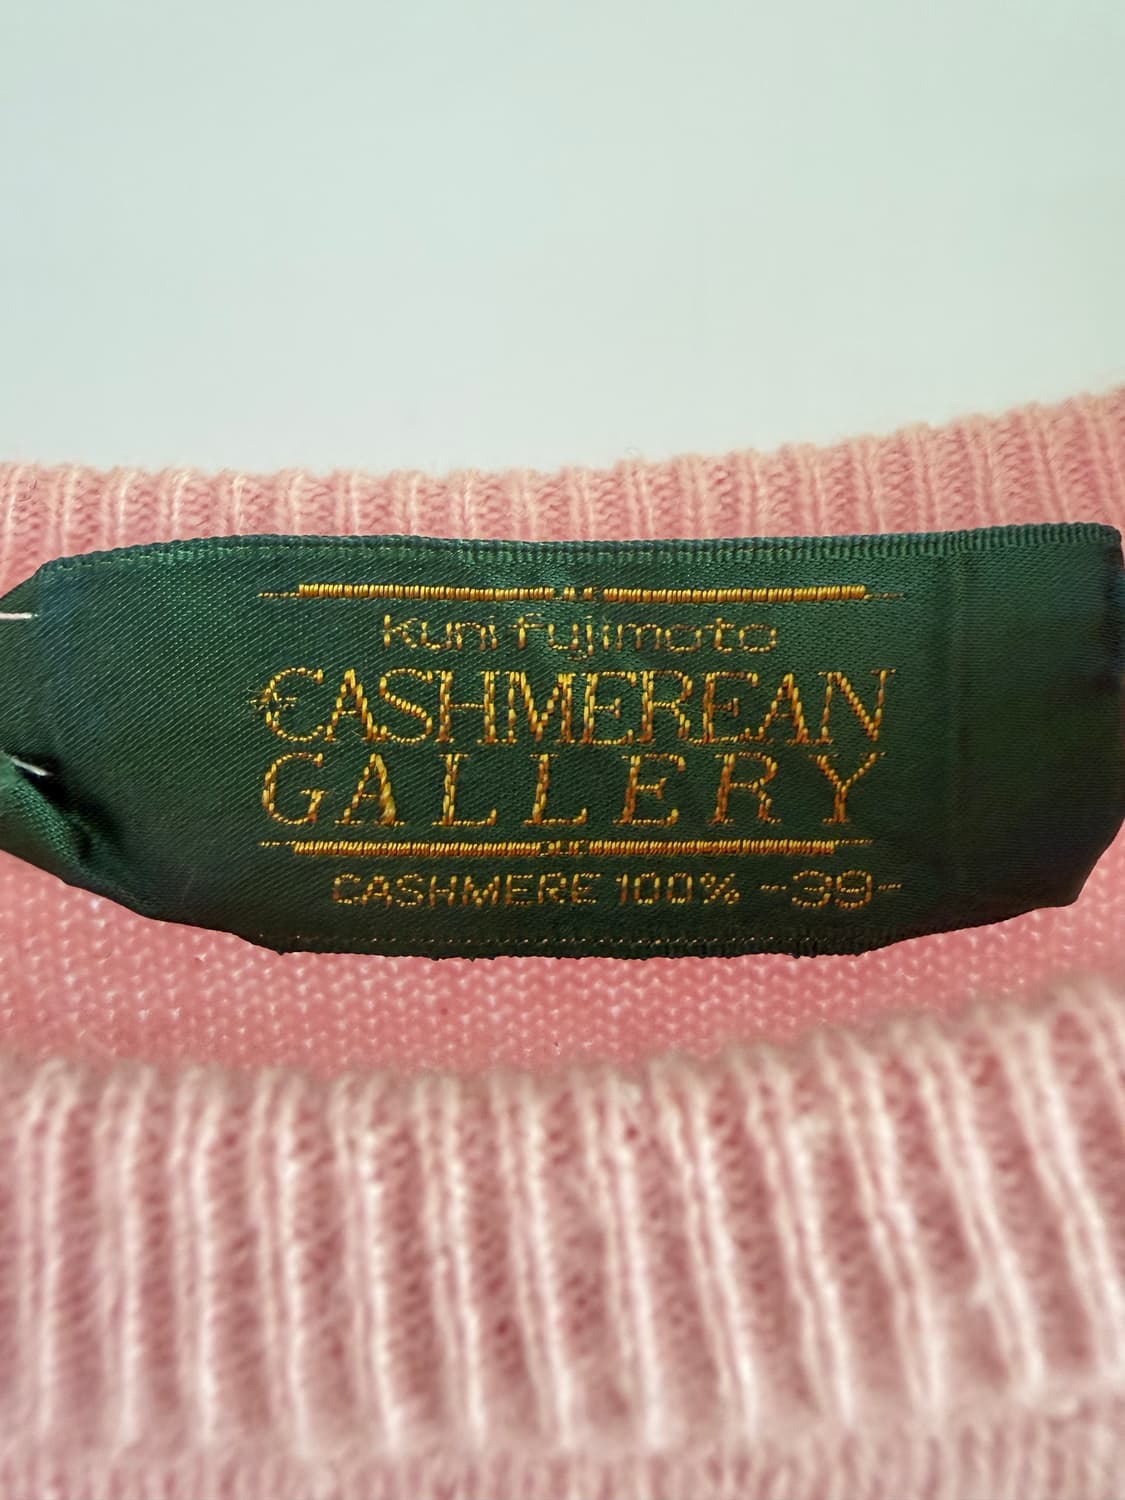 Kuni fujimoto
CASHMEREAN
GALLERY
CASHMERE 100% -39-